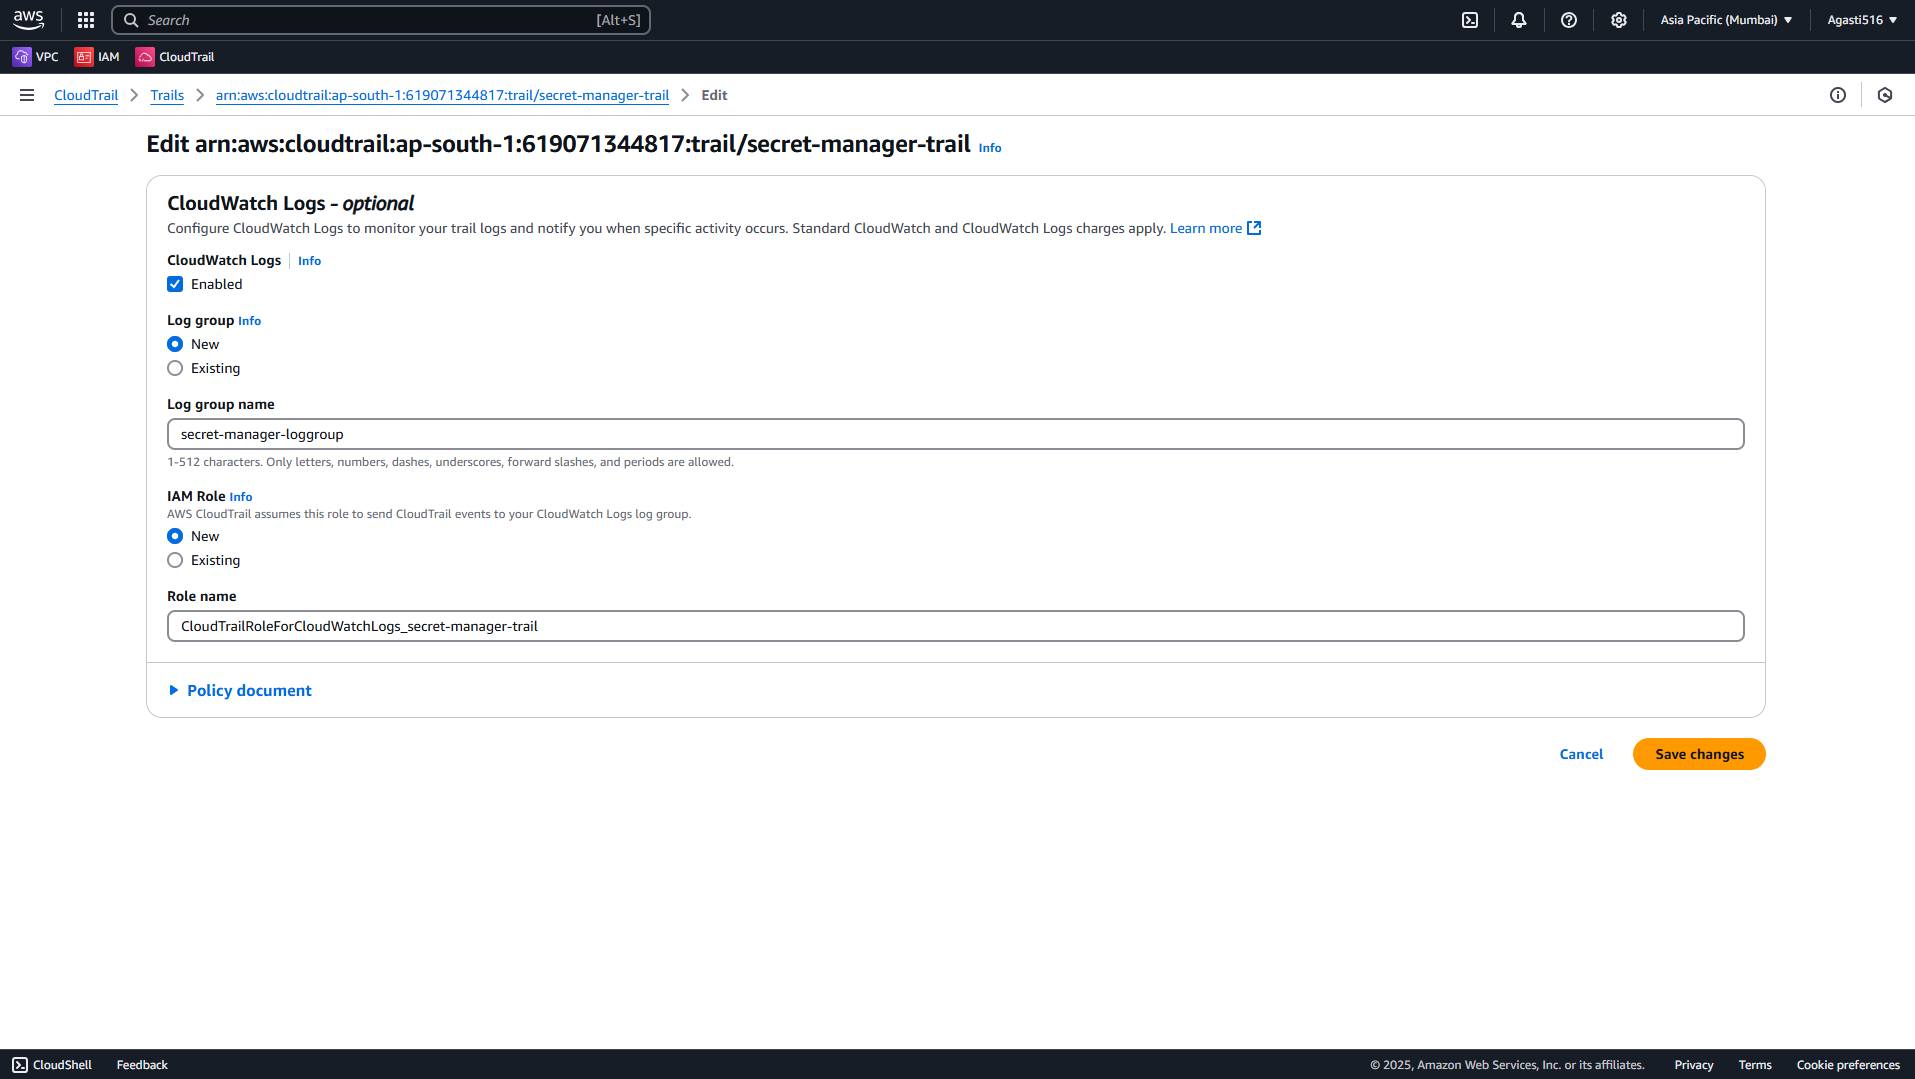 aws Search [Alt+S] Asia Pacific (Mumbai) Agasti516
VPC IAM CloudTrail
CloudTrail Trails arn:aws:cloudtrail:ap-south-1:619071344817:trail/secret-manager-trail Edit
Edit arn:aws:cloudtrail:ap-south-1:619071344817:trail/secret-manager-trail Info
CloudWatch Logs - optional
Configure CloudWatch Logs to monitor your trail logs and notify you when specific activity occurs. Standard CloudWatch and CloudWatch Logs charges apply. Learn more
CloudWatch Logs Info
Enabled
Log group Info
New
Existing
Log group name
secret-manager-loggroup
1-512 characters. Only letters, numbers, dashes, underscores, forward slashes, and periods are allowed.
IAM Role Info
AWS CloudTrail assumes this role to send CloudTrail events to your CloudWatch Logs log group.
New
Existing
Role name
CloudTrailRoleForCloudWatchLogs_secret-manager-trail
Policy document
Cancel Save changes
CloudShell Feedback © 2025, Amazon Web Services, Inc. or its affiliates. Privacy Terms Cookie preferences